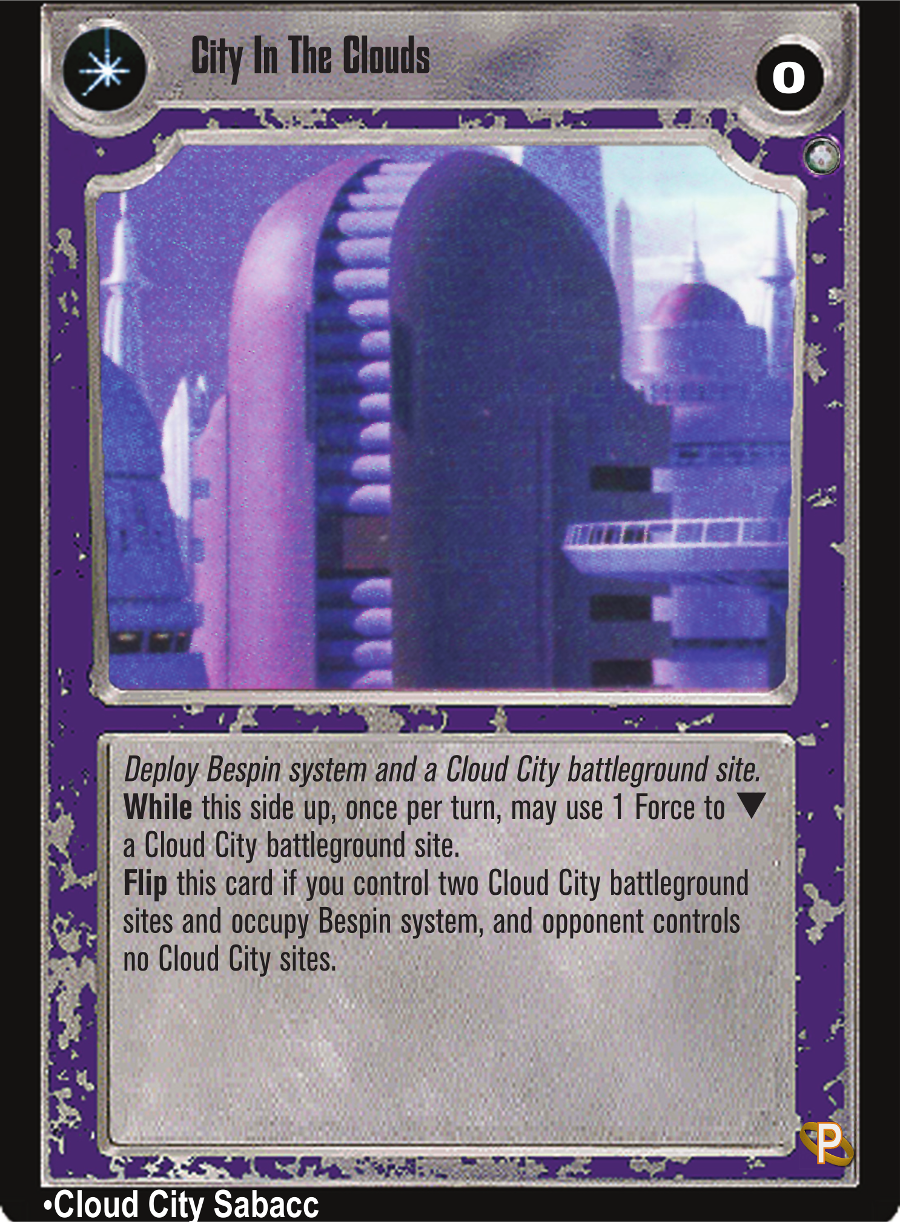 City In The Clouds
0
Deploy Bespin system and a Cloud City battleground site.
While this side up, once per turn, may use 1 Force to ▼
a Cloud City battleground site.
Flip this card if you control two Cloud City battleground
sites and occupy Bespin system, and opponent controls
no Cloud City sites.
P
•Cloud City Sabacc